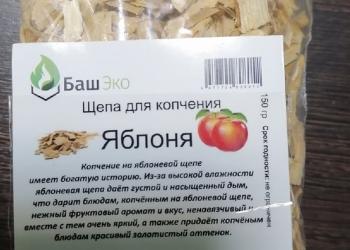 БашЭко
Щепа для копчения
Яблоня
Копчение на яблоневой щепе
имеет богатую историю. Из-за высокой влажности
яблоневая щепа даёт густой и насыщенный дым,
что дарит блюдам, копчённым на яблоневой щепе,
нежный фруктовый аромат и вкус, ненавязчивый и
вместе с тем очень яркий, а также придаёт копчёным
блюдам красивый золотистый оттенок.
150 гр
Срок годности: не ограничен